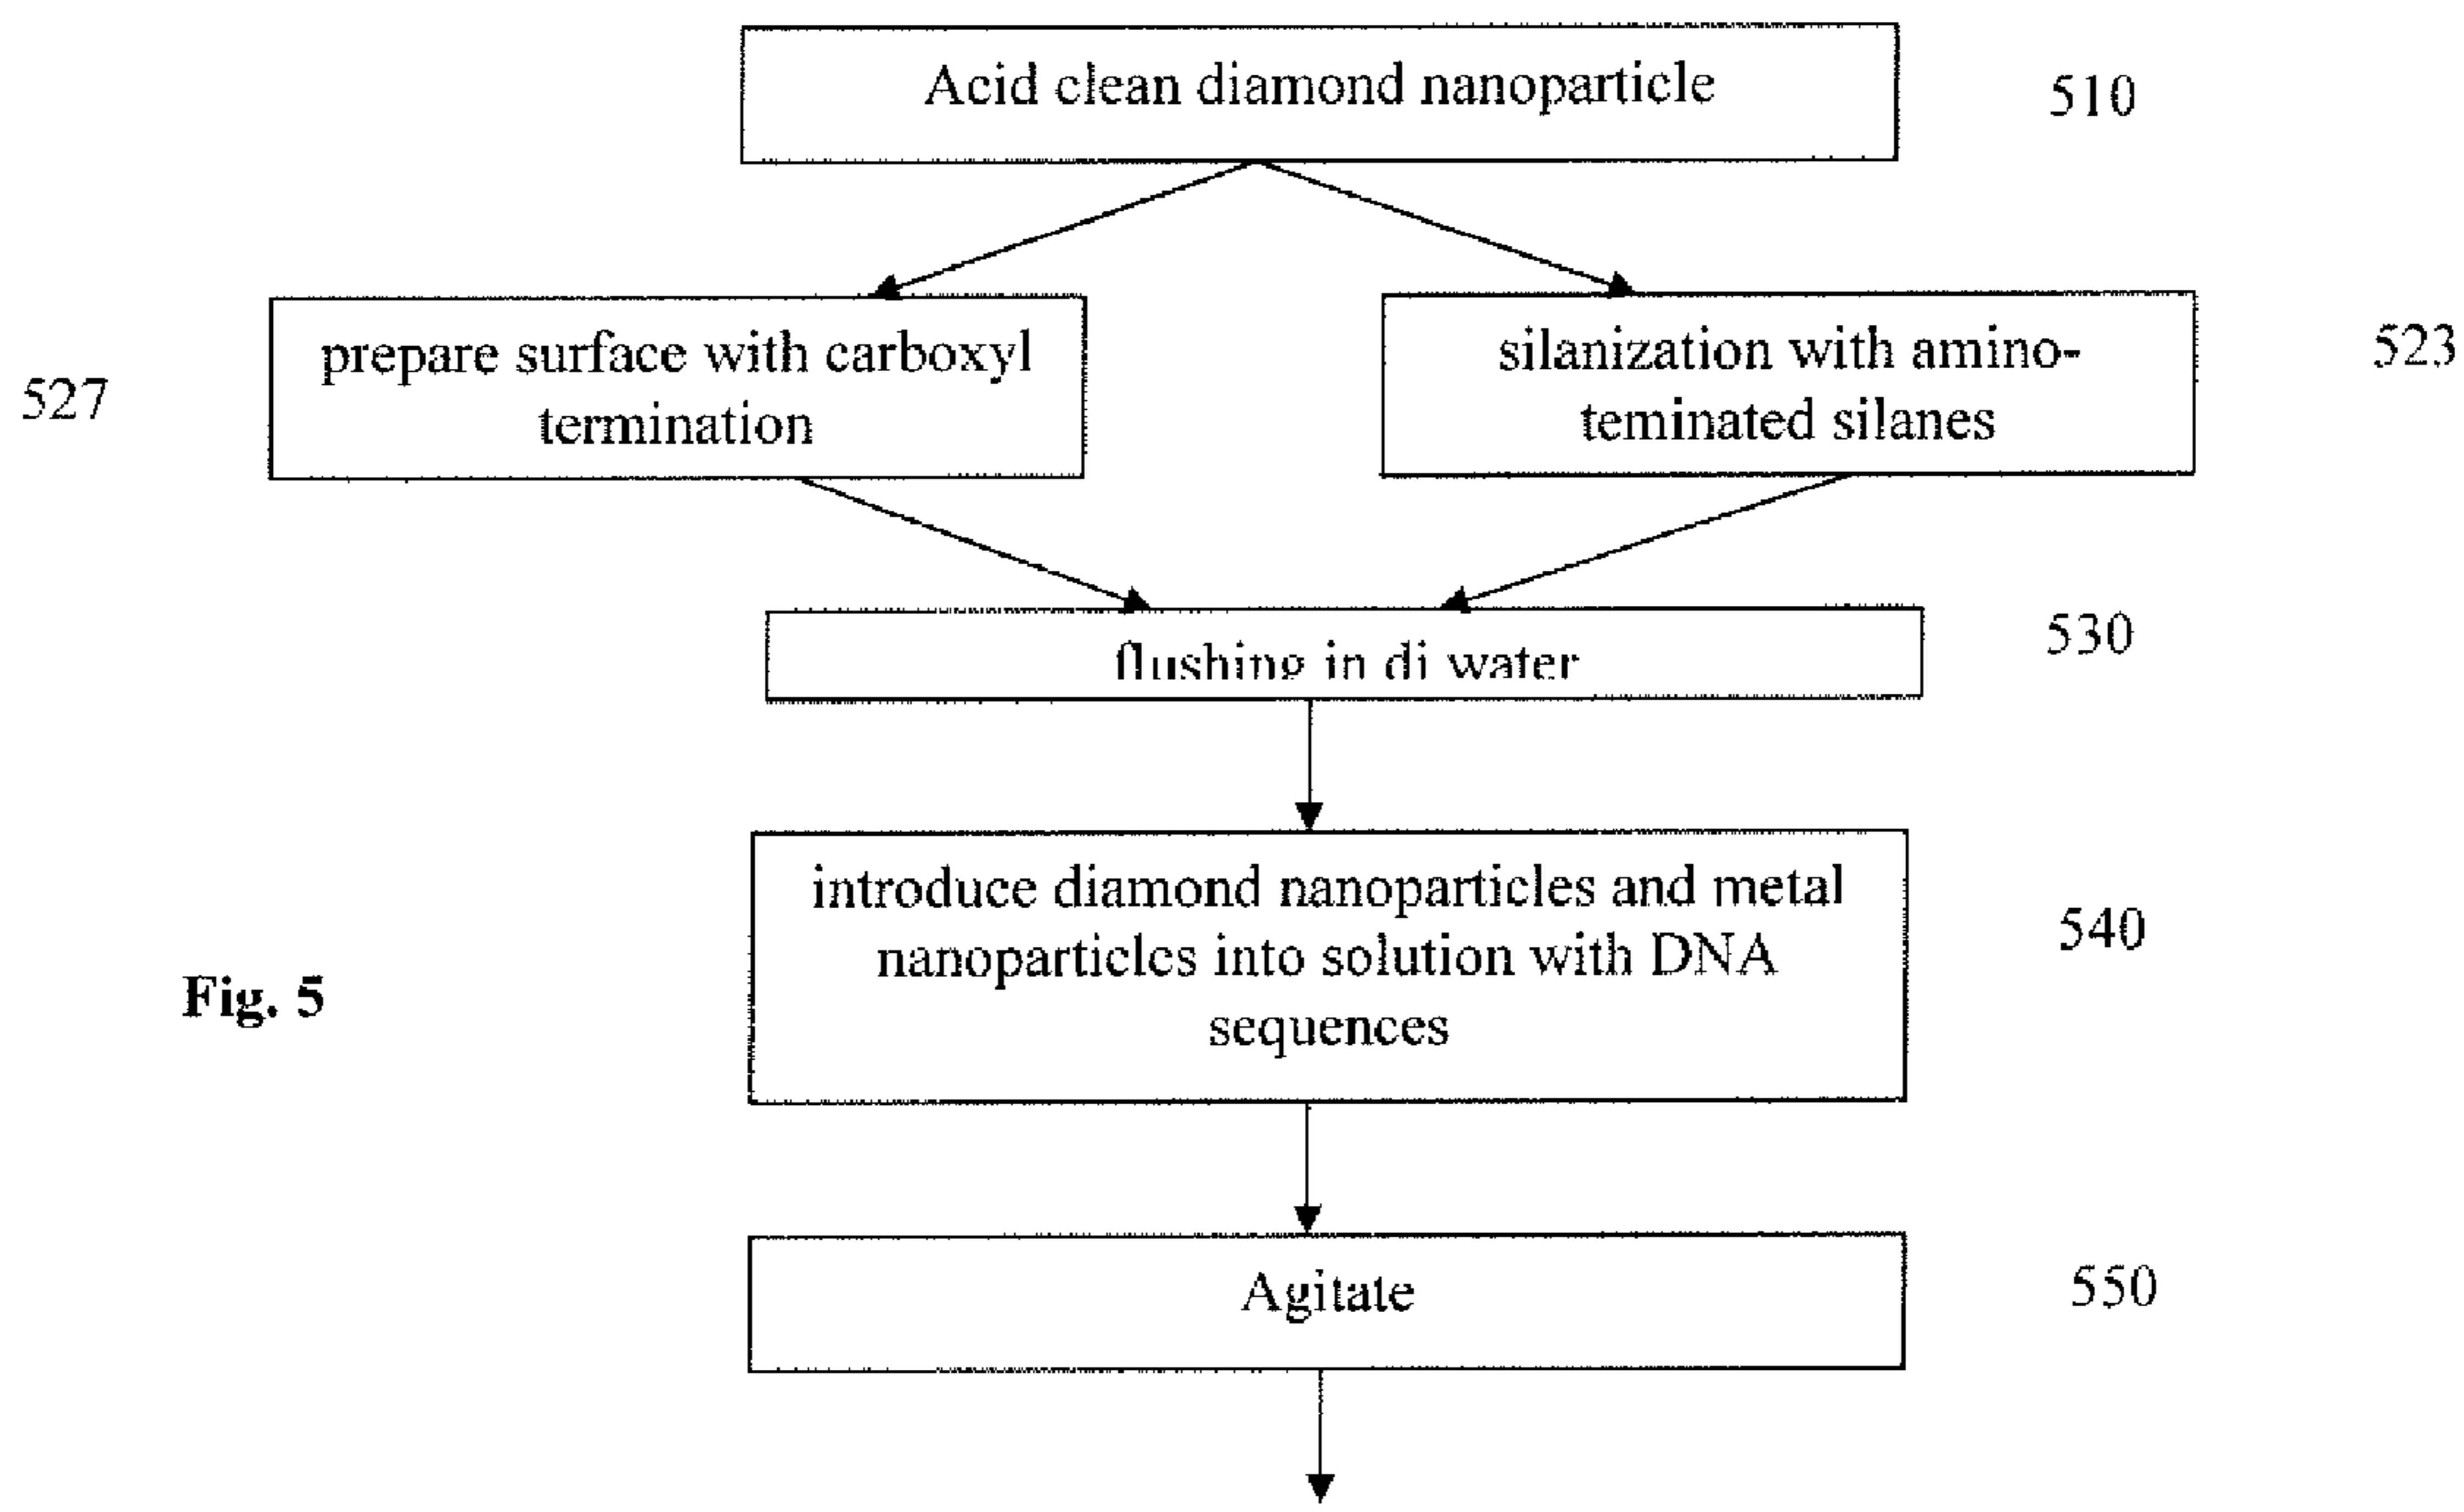 Acid clean diamond nanoparticle
510
prepare surface with carboxyl
termination
527
silanization with amino-
teminated silanes
523
flushing in di water
530
introduce diamond nanoparticles and metal
nanoparticles into solution with DNA
sequences
540
Fig. 5
Agitate
550